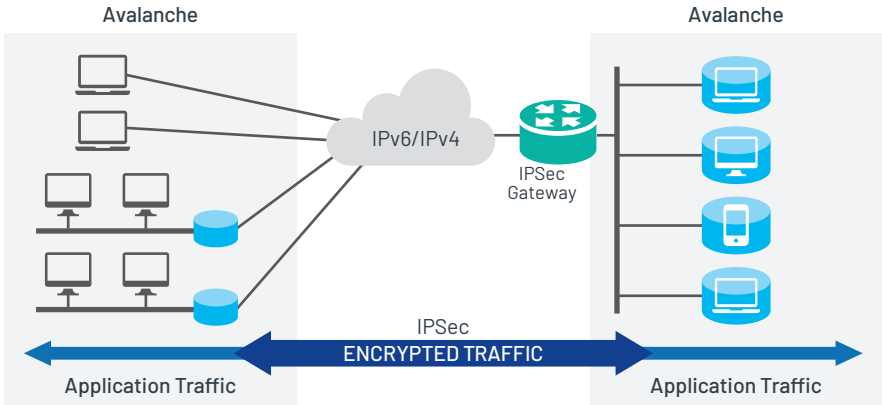 Avalanche
Avalanche
IPv6/IPv4
IPSec
Gateway
IPSec
ENCRYPTED TRAFFIC
Application Traffic
Application Traffic